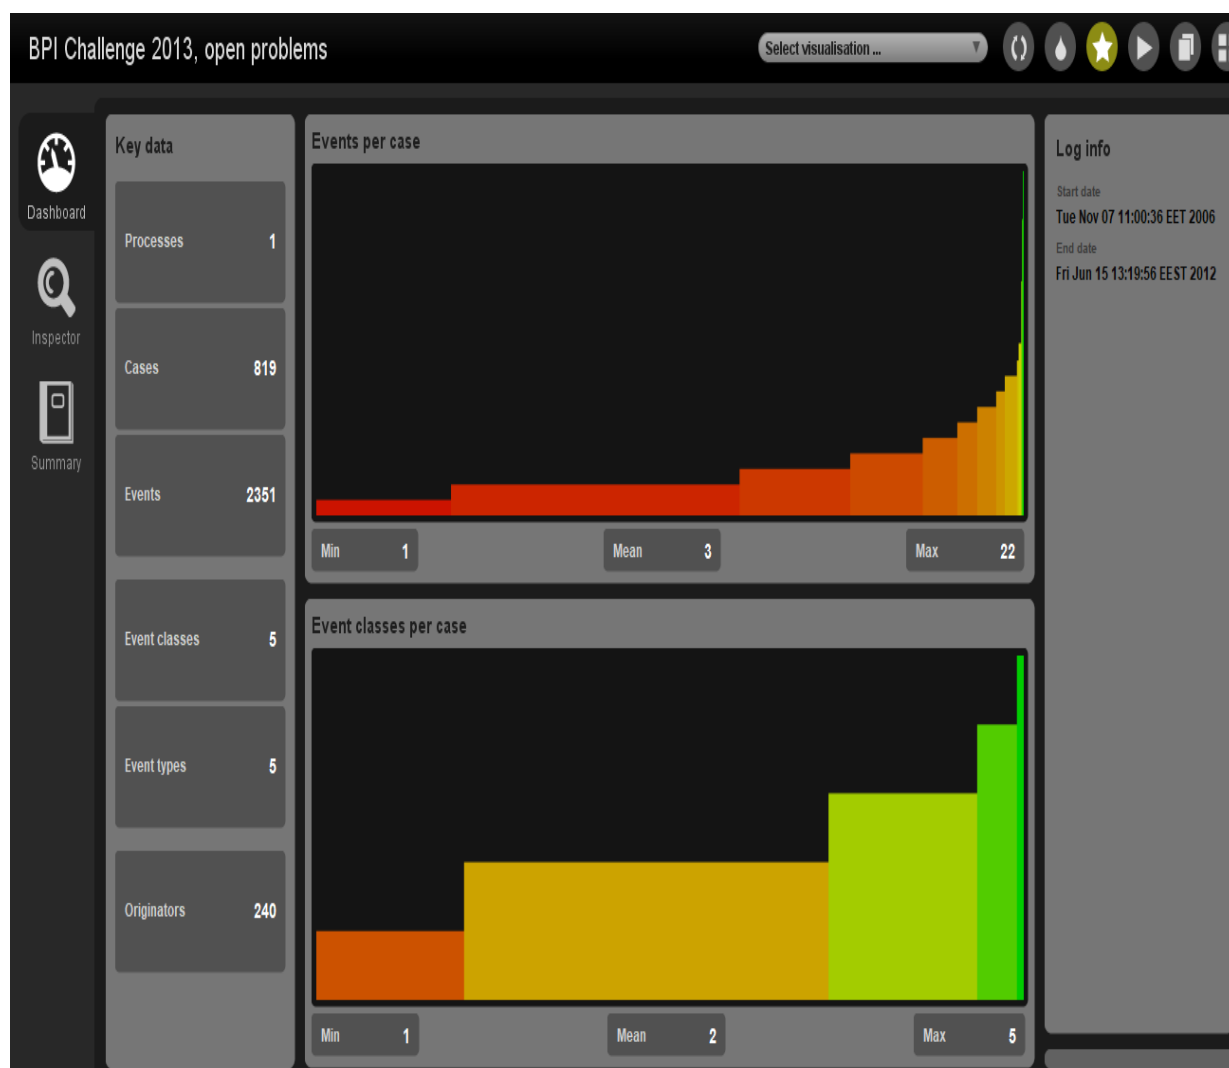 BPI Challenge 2013, open problems
Select visualisation ...
Dashboard
Inspector
Summary
Key data
Processes 1
Cases 819
Events 2351
Event classes 5
Event types 5
Originators 240
Events per case
Min 1 Mean 3 Max 22
Event classes per case
Min 1 Mean 2 Max 5
Log info
Start date
Tue Nov 07 11:00:36 EET 2006
End date
Fri Jun 15 13:19:56 EEST 2012